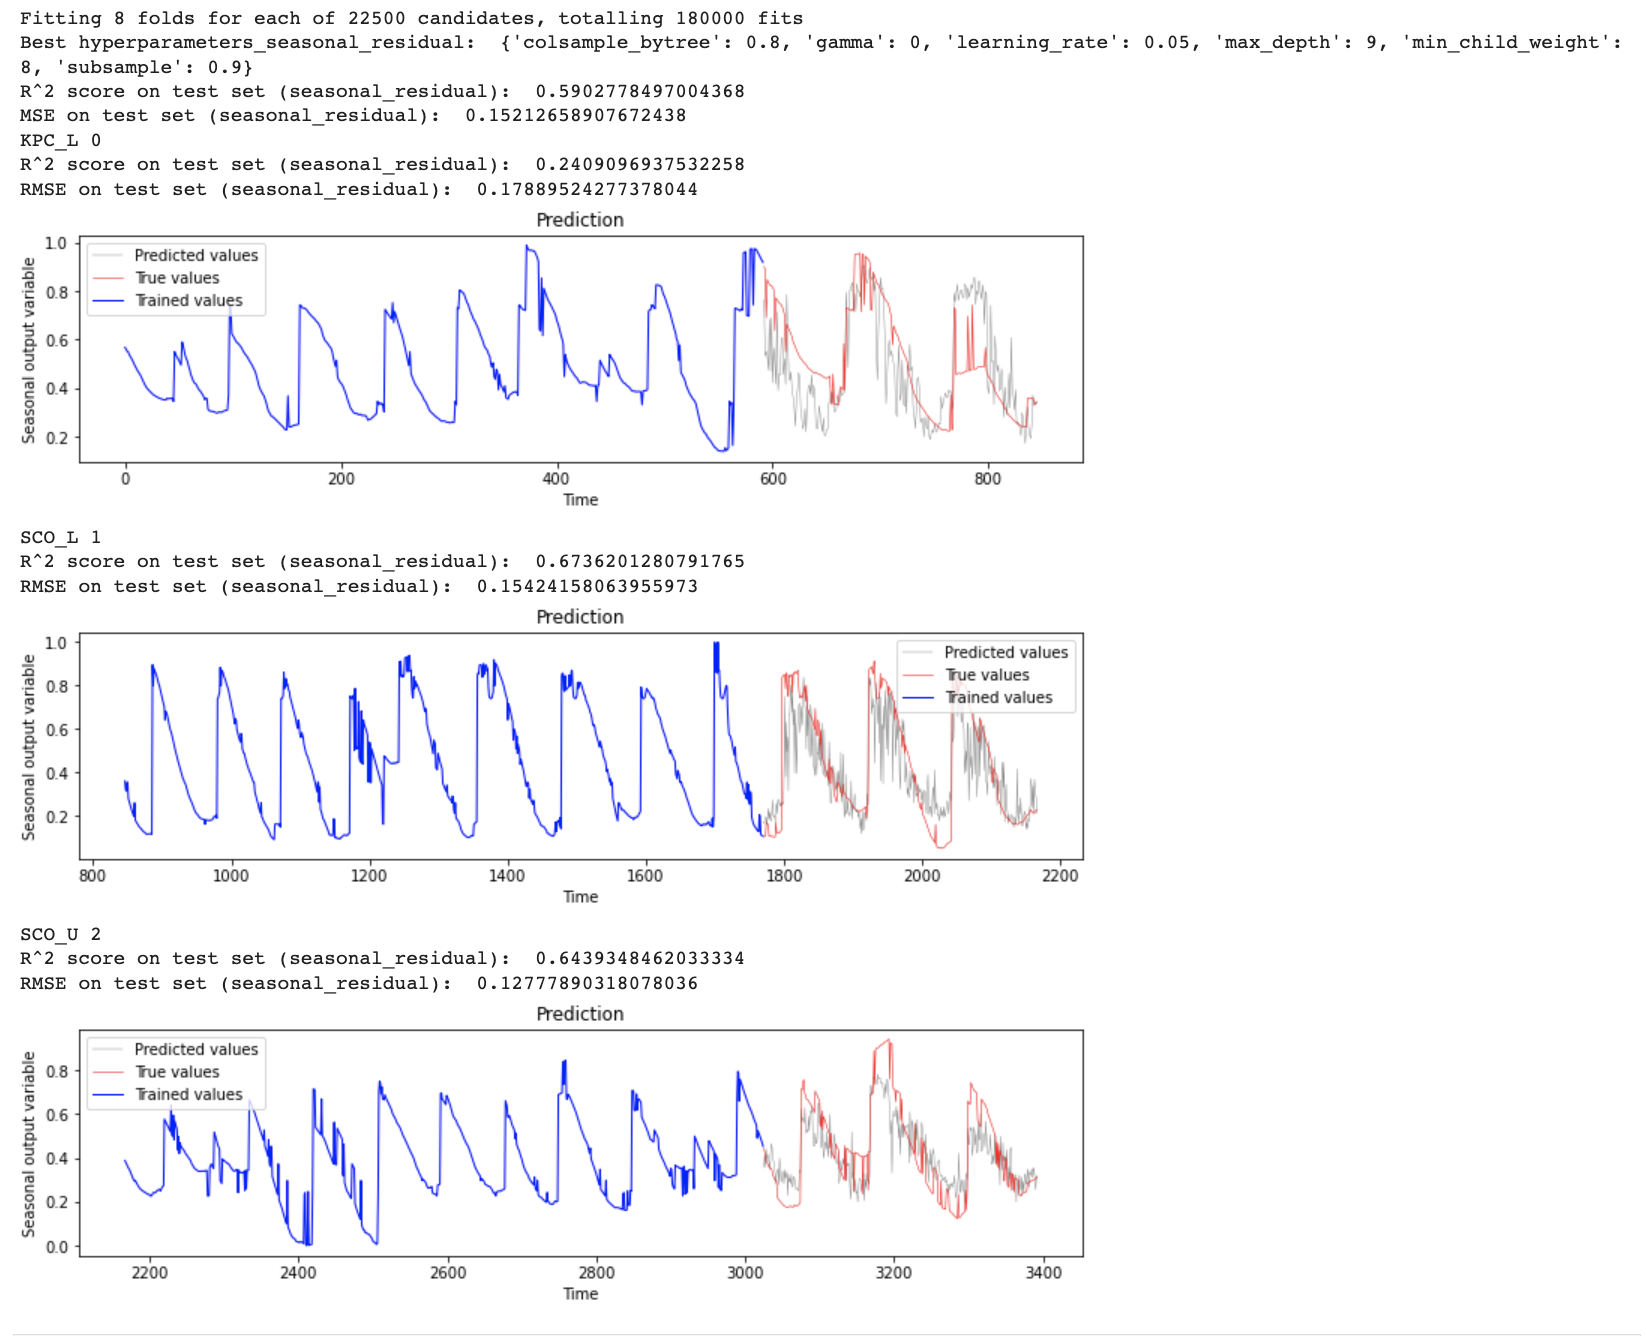 Fitting 8 folds for each of 22500 candidates, totalling 180000 fits
Best hyperparameters_seasonal_residual:  {'colsample_bytree': 0.8, 'gamma': 0, 'learning_rate': 0.05, 'max_depth': 9, 'min_child_weight':
8, 'subsample': 0.9}
R^2 score on test set (seasonal_residual):  0.5902778497004368
MSE on test set (seasonal_residual):  0.15212658907672438
KPC_L 0
R^2 score on test set (seasonal_residual):  0.2409096937532258
RMSE on test set (seasonal_residual):  0.17889524277378044
Prediction
Seasonal output variable
1.0
0.8
0.6
0.4
0.2
Predicted values
True values
Trained values
0 200 400 600 800
Time
SCO_L 1
R^2 score on test set (seasonal_residual):  0.6736201280791765
RMSE on test set (seasonal_residual):  0.15424158063955973
Prediction
Seasonal output variable
1.0
0.8
0.6
0.4
0.2
Predicted values
True values
Trained values
800 1000 1200 1400 1600 1800 2000 2200
Time
SCO_U 2
R^2 score on test set (seasonal_residual):  0.6439348462033334
RMSE on test set (seasonal_residual):  0.12777890318078036
Prediction
Seasonal output variable
0.8
0.6
0.4
0.2
0.0
Predicted values
True values
Trained values
2200 2400 2600 2800 3000 3200 3400
Time